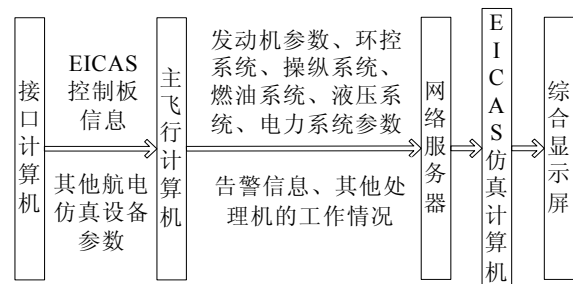 接口计算机
EICAS
控制板
信息
其他航电
仿真设备
参数
主飞行计算机
发动机参数、环控
系统、操纵系统、
燃油系统、液压系
统、电力系统参数
告警信息、其他处
理机的工作情况
网络服务器
EICAS仿真计算机
综合显示屏